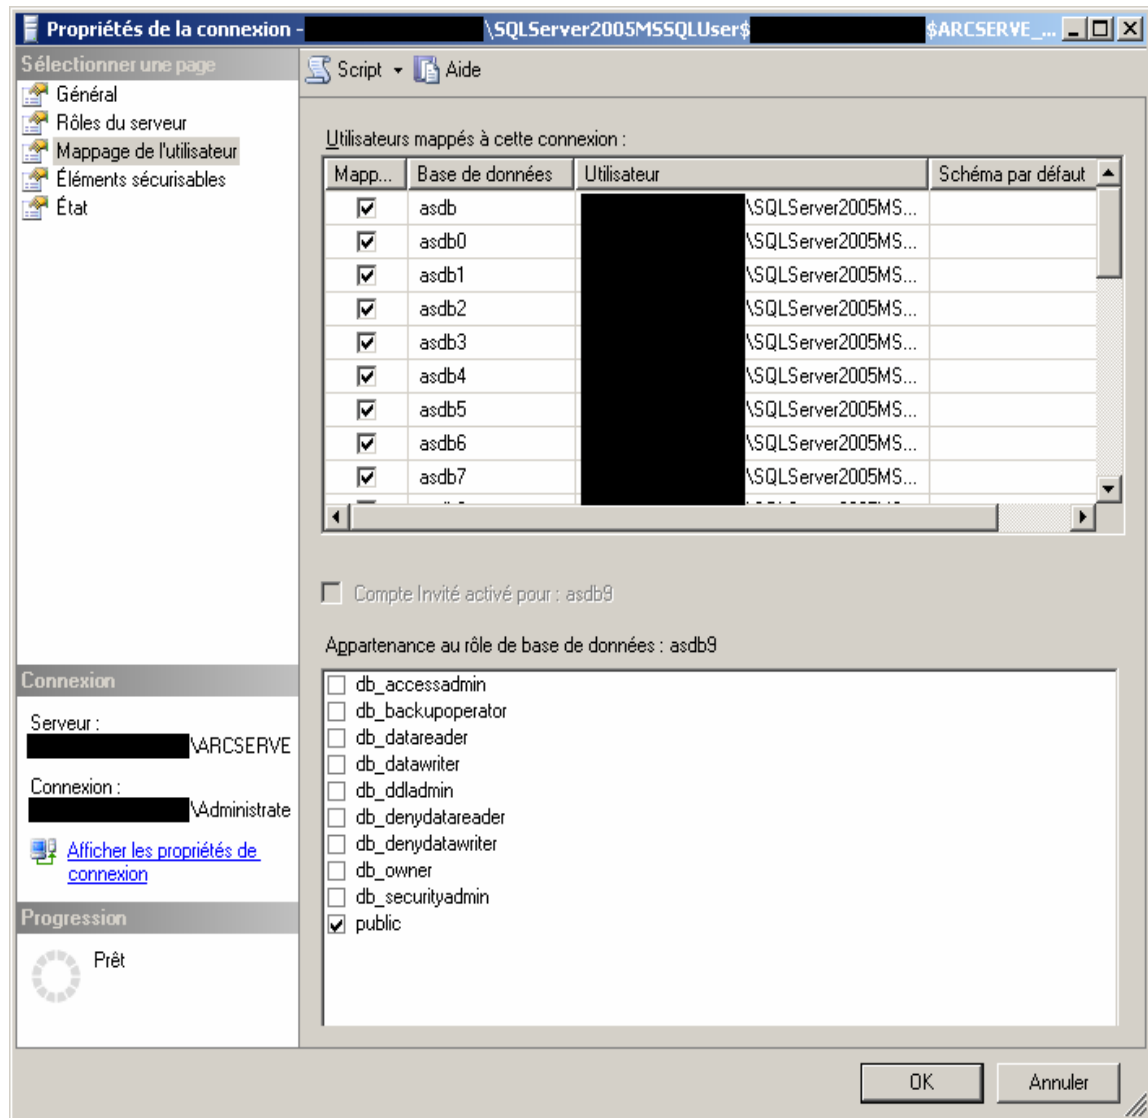 Propriétés de la connexion - \SQLServer2005MSSQLUser$ $ARCSERVE_...
Sélectionner une page
Général
Rôles du serveur
Mappage de l'utilisateur
Éléments sécurisables
État
Script Aide
Utilisateurs mappés à cette connexion :
Mapp... Base de données Utilisateur Schéma par défaut
asdb \SQLServer2005MS...
asdb0 \SQLServer2005MS...
asdb1 \SQLServer2005MS...
asdb2 \SQLServer2005MS...
asdb3 \SQLServer2005MS...
asdb4 \SQLServer2005MS...
asdb5 \SQLServer2005MS...
asdb6 \SQLServer2005MS...
asdb7 \SQLServer2005MS...
Compte Invité activé pour : asdb9
Appartenance au rôle de base de données : asdb9
db_accessadmin
db_backupoperator
db_datareader
db_datawriter
db_ddladmin
db_denydatareader
db_denydatawriter
db_owner
db_securityadmin
public
Connexion
Serveur :
\ARCSERVE
Connexion :
\Administrate
Afficher les propriétés de
connexion
Progression
Prêt
OK Annuler